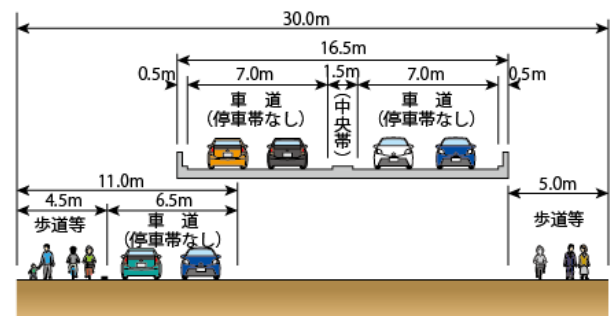 30.0m
16.5m
0.5m 7.0m 1.5m 7.0m 0.5m
車 道
(停車帯なし)
(中央帯)
車 道
(停車帯なし)
11.0m
4.5m 6.5m
歩道等
車 道
(停車帯なし)
5.0m
歩道等